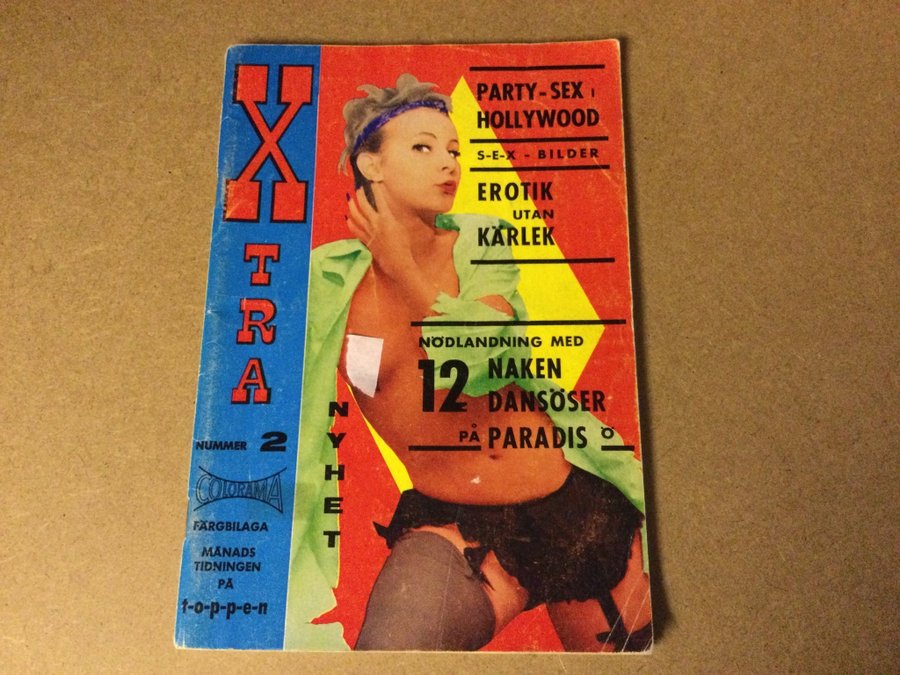 X
TRA
NUMMER 2
COLORAMA
FÄRGBILAGA
MÅNADS
TIDNINGEN
PÅ
t-o-p-p-e-n
NYHET
PARTY-SEX I
HOLLYWOOD
S-E-X - BILDER
EROTIK
UTAN
KÄRLEK
NÖDLANDNING MED
12 NAKEN
DANSÖSER
PÅ PARADIS Ö